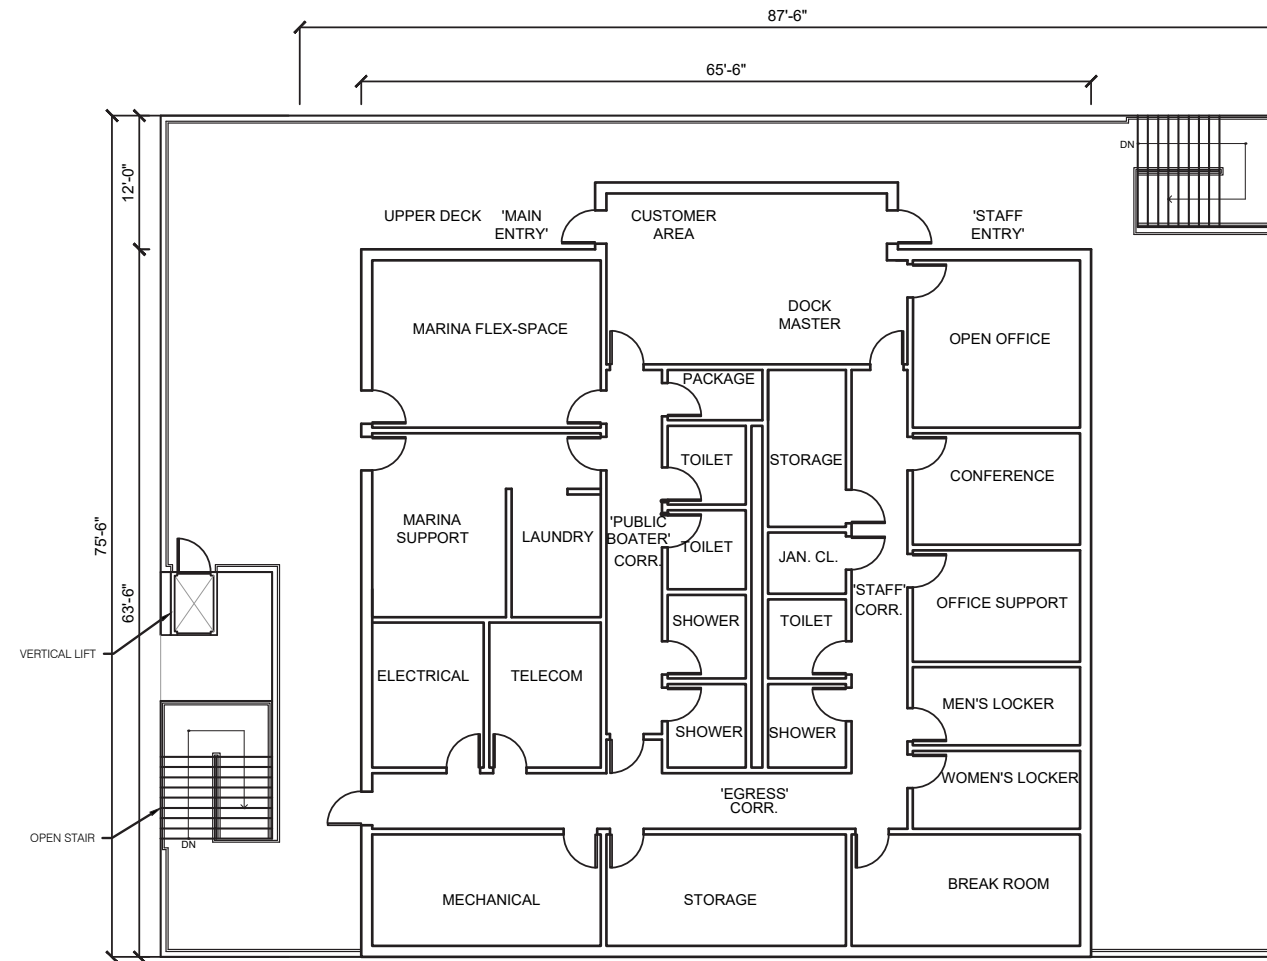 87'-6"
65'-6"
12'-0"
DN
UPPER DECK
'MAIN
ENTRY'
CUSTOMER
AREA
'STAFF
ENTRY'
MARINA FLEX-SPACE
DOCK
MASTER
OPEN OFFICE
PACKAGE
TOILET
STORAGE
CONFERENCE
MARINA
SUPPORT
LAUNDRY
'PUBLIC
BOATER'
CORR.
TOILET
JAN. CL.
75'-6"
63'-6"
'STAFF'
CORR.
OFFICE SUPPORT
SHOWER
TOILET
VERTICAL LIFT
ELECTRICAL
TELECOM
MEN'S LOCKER
SHOWER
SHOWER
WOMEN'S LOCKER
'EGRESS'
CORR.
OPEN STAIR
DN
MECHANICAL
STORAGE
BREAK ROOM